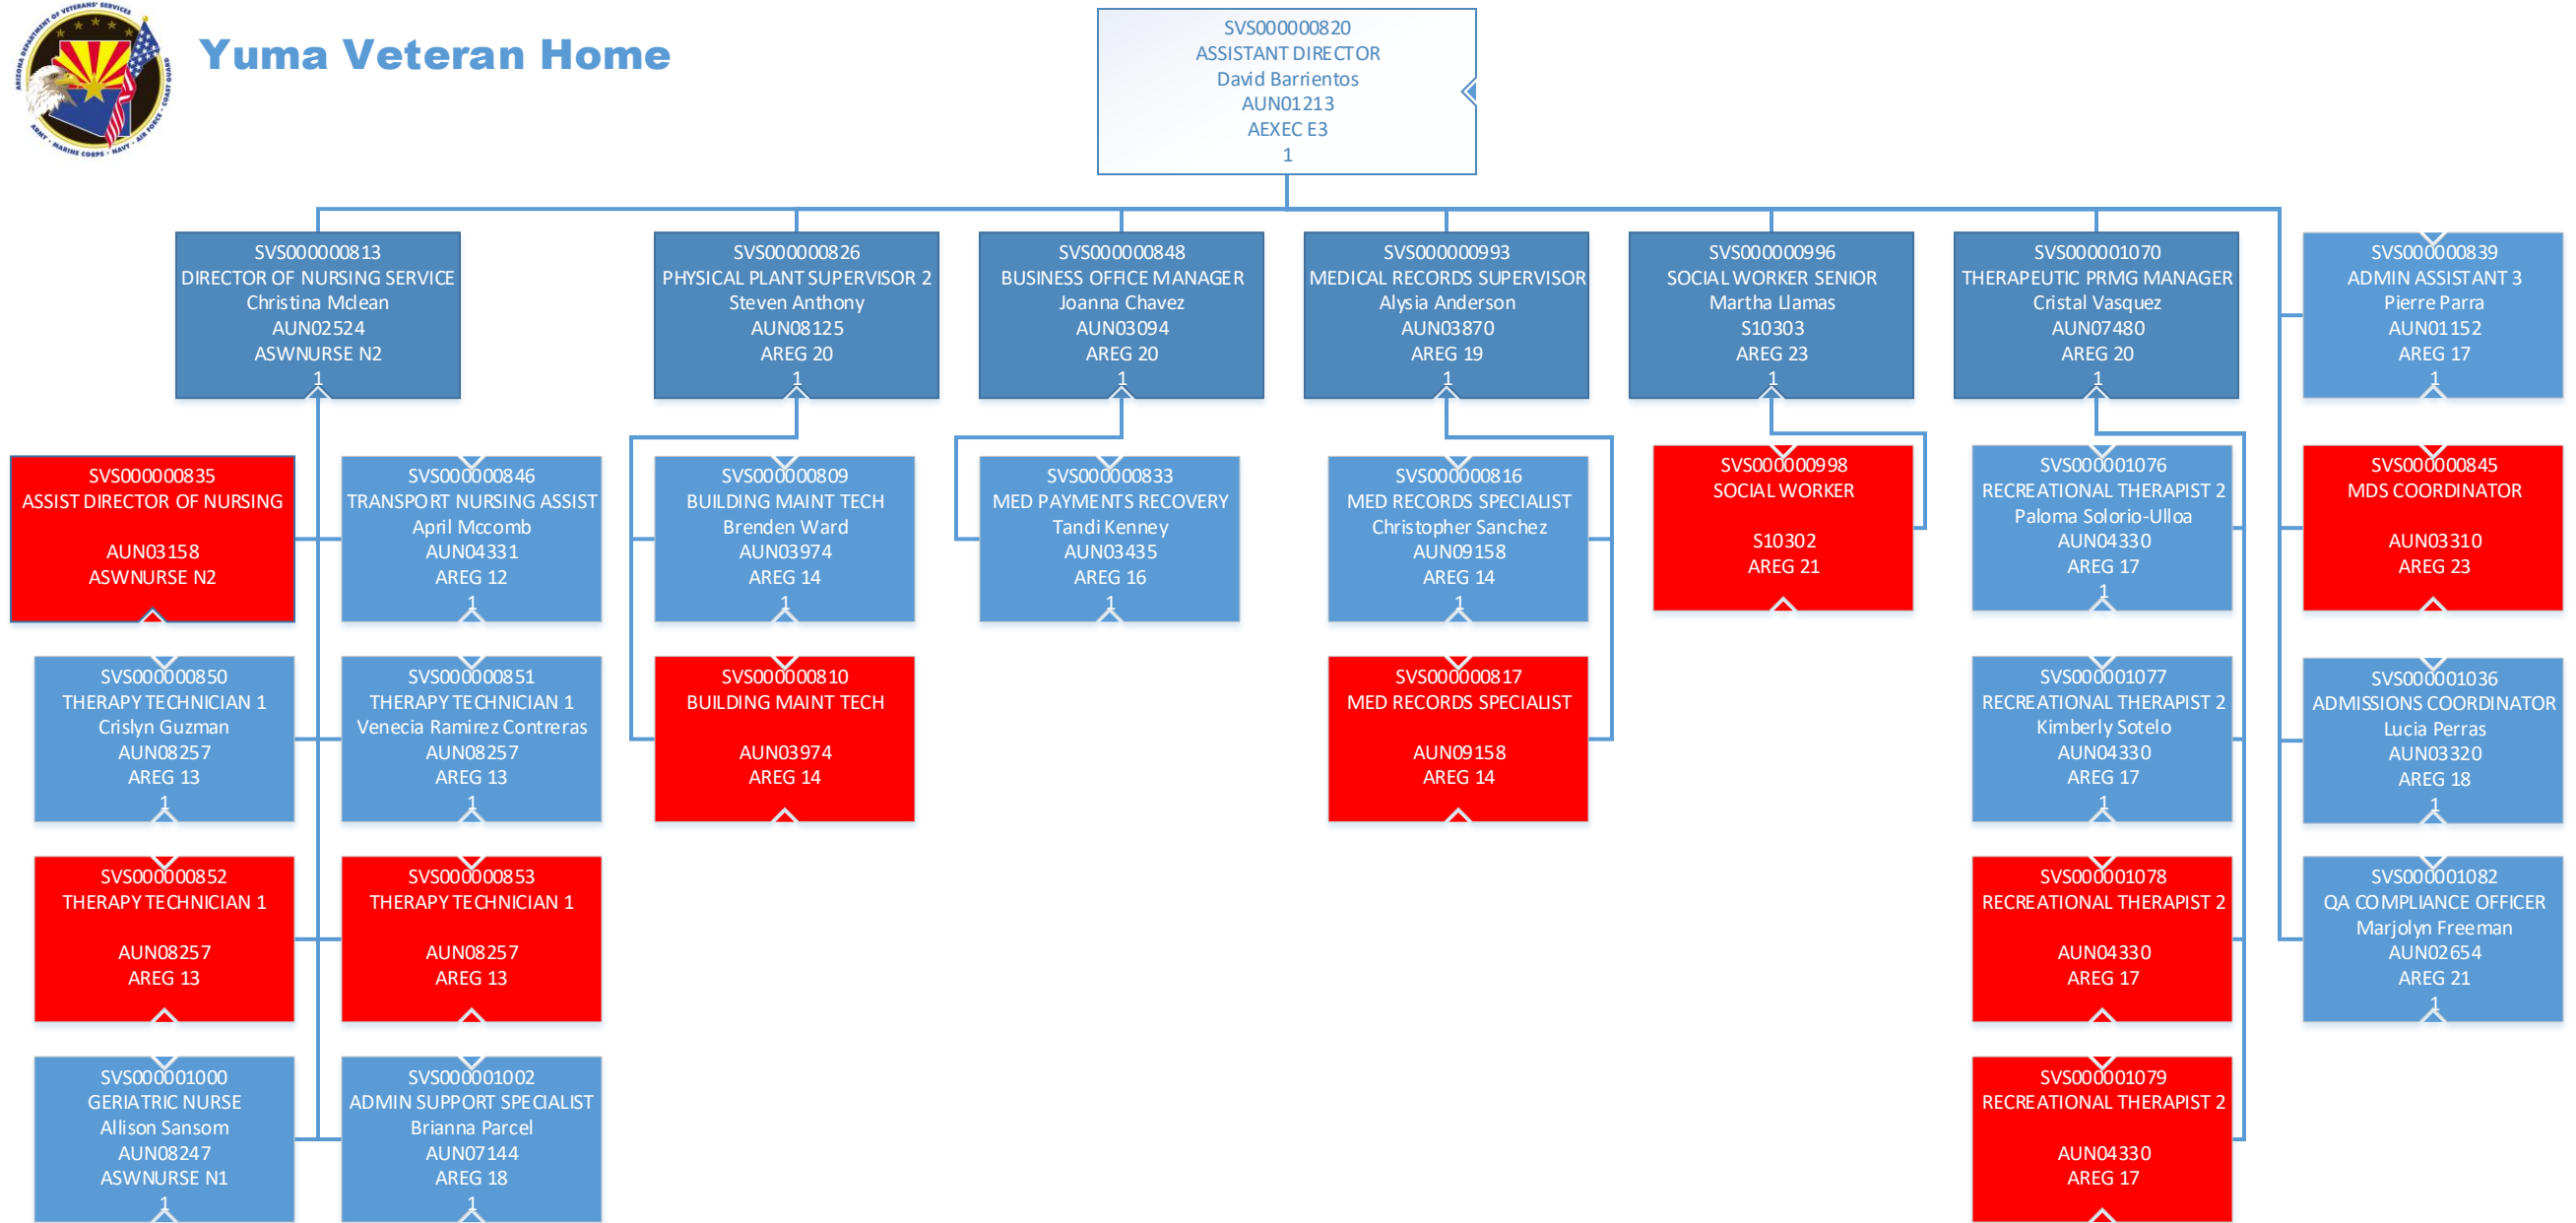 ARIZONA DEPARTMENT OF VETERANS' SERVICES
ARMY · MARINE CORPS · NAVY · AIR FORCE · COAST GUARD
Yuma Veteran Home
SVS000000820
ASSISTANT DIRECTOR
David Barrientos
AUN01213
AEXEC E3
1
SVS000000813
DIRECTOR OF NURSING SERVICE
Christina Mclean
AUN02524
ASWNURSE N2
1
SVS000000826
PHYSICAL PLANT SUPERVISOR 2
Steven Anthony
AUN08125
AREG 20
1
SVS000000848
BUSINESS OFFICE MANAGER
Joanna Chavez
AUN03094
AREG 20
1
SVS000000993
MEDICAL RECORDS SUPERVISOR
Alysia Anderson
AUN03870
AREG 19
1
SVS000000996
SOCIAL WORKER SENIOR
Martha Llamas
S10303
AREG 23
1
SVS000001070
THERAPEUTIC PRMG MANAGER
Cristal Vasquez
AUN07480
AREG 20
1
SVS000000839
ADMIN ASSISTANT 3
Pierre Parra
AUN01152
AREG 17
1
SVS000000835
ASSIST DIRECTOR OF NURSING
AUN03158
ASWNURSE N2
SVS000000846
TRANSPORT NURSING ASSIST
April Mccomb
AUN04331
AREG 12
1
SVS000000809
BUILDING MAINT TECH
Brenden Ward
AUN03974
AREG 14
1
SVS000000833
MED PAYMENTS RECOVERY
Tandi Kenney
AUN03435
AREG 16
1
SVS000000816
MED RECORDS SPECIALIST
Christopher Sanchez
AUN09158
AREG 14
1
SVS000000998
SOCIAL WORKER
S10302
AREG 21
SVS000001076
RECREATIONAL THERAPIST 2
Paloma Solorio-Ulloa
AUN04330
AREG 17
1
SVS000000845
MDS COORDINATOR
AUN03310
AREG 23
SVS000000850
THERAPY TECHNICIAN 1
Crislyn Guzman
AUN08257
AREG 13
1
SVS000000851
THERAPY TECHNICIAN 1
Venecia Ramirez Contreras
AUN08257
AREG 13
1
SVS000000810
BUILDING MAINT TECH
AUN03974
AREG 14
SVS000000817
MED RECORDS SPECIALIST
AUN09158
AREG 14
SVS000001077
RECREATIONAL THERAPIST 2
Kimberly Sotelo
AUN04330
AREG 17
1
SVS000001036
ADMISSIONS COORDINATOR
Lucia Perras
AUN03320
AREG 18
1
SVS000000852
THERAPY TECHNICIAN 1
AUN08257
AREG 13
SVS000000853
THERAPY TECHNICIAN 1
AUN08257
AREG 13
SVS000001078
RECREATIONAL THERAPIST 2
AUN04330
AREG 17
SVS000001082
QA COMPLIANCE OFFICER
Marjolyn Freeman
AUN02654
AREG 21
1
SVS000001000
GERIATRIC NURSE
Allison Sansom
AUN08247
ASWNURSE N1
1
SVS000001002
ADMIN SUPPORT SPECIALIST
Brianna Parcel
AUN07144
AREG 18
1
SVS000001079
RECREATIONAL THERAPIST 2
AUN04330
AREG 17